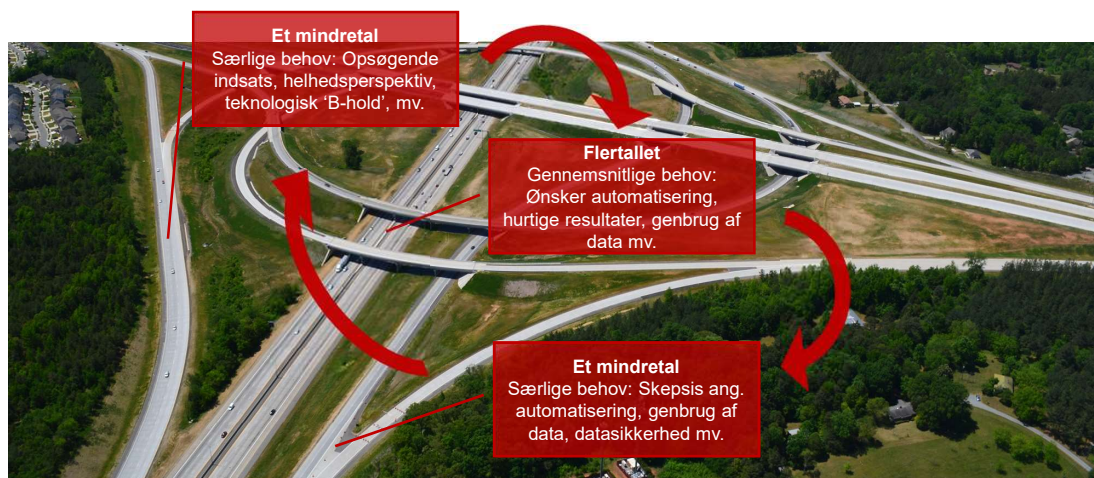 Et mindretal
Særlige behov: Opsøgende
indsats, helhedsperspektiv,
teknologisk ‘B-hold’, mv.
Flertallet
Gennemsnitlige behov:
Ønsker automatisering,
hurtige resultater, genbrug af
data mv.
Et mindretal
Særlige behov: Skepsis ang.
automatisering, genbrug af
data, datasikkerhed mv.